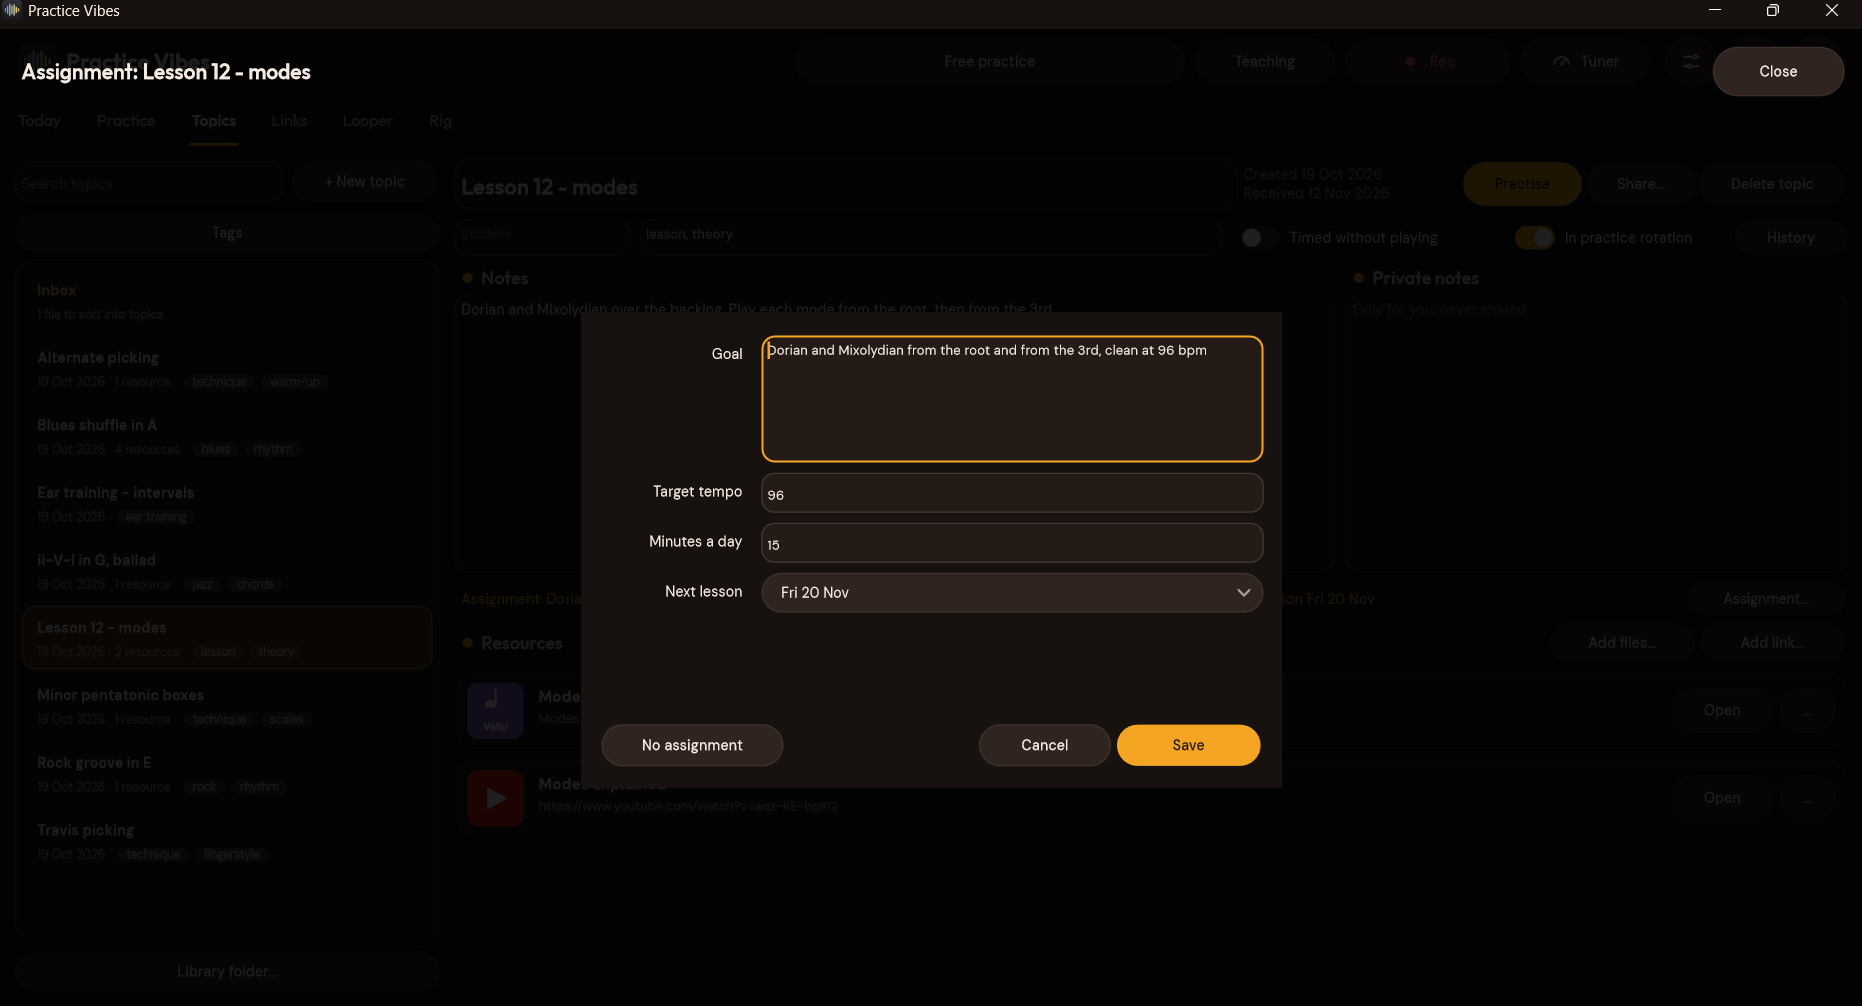 Practice Vibes
Practice Vibes
Assignment: Lesson 12 - modes
Free practice
Teaching
Rec
Tuner
Close
Today
Practice
Topics
Links
Looper
Rig
Search topics
+ New topic
Tags
Inbox
1 file to sort into topics
Alternate picking
19 Oct 2026 1 resource technique warm-up
Blues shuffle in A
19 Oct 2026 4 resources blues rhythm
Ear training - intervals
19 Oct 2026 ear training
ii-V-I in G, ballad
19 Oct 2026 1 resource jazz chords
Lesson 12 - modes
19 Oct 2026 2 resources lesson theory
Minor pentatonic boxes
19 Oct 2026 1 resource technique scales
Rock groove in E
19 Oct 2026 1 resource rock rhythm
Travis picking
19 Oct 2026 technique fingerstyle
Library folder...
Lesson 12 - modes
Created 19 Oct 2026
Received 12 Nov 2026
Practise
Share...
Delete topic
Student
lesson, theory
Timed without playing
In practice rotation
History
Notes
Dorian and Mixolydian over the backing. Play each mode from the root, then from the 3rd
Private notes
Only for you: never shared
Goal
Dorian and Mixolydian from the root and from the 3rd, clean at 96 bpm
Target tempo
96
Minutes a day
15
Next lesson
Fri 20 Nov
No assignment
Cancel
Save
Assignment: Doria
on Fri 20 Nov
Assignment...
Resources
Add files...
Add link...
WAV
Mode
Modes
Open
...
Modes explained
https://www.youtube.com/watch?v=aqz-KE-bpKQ
Open
...